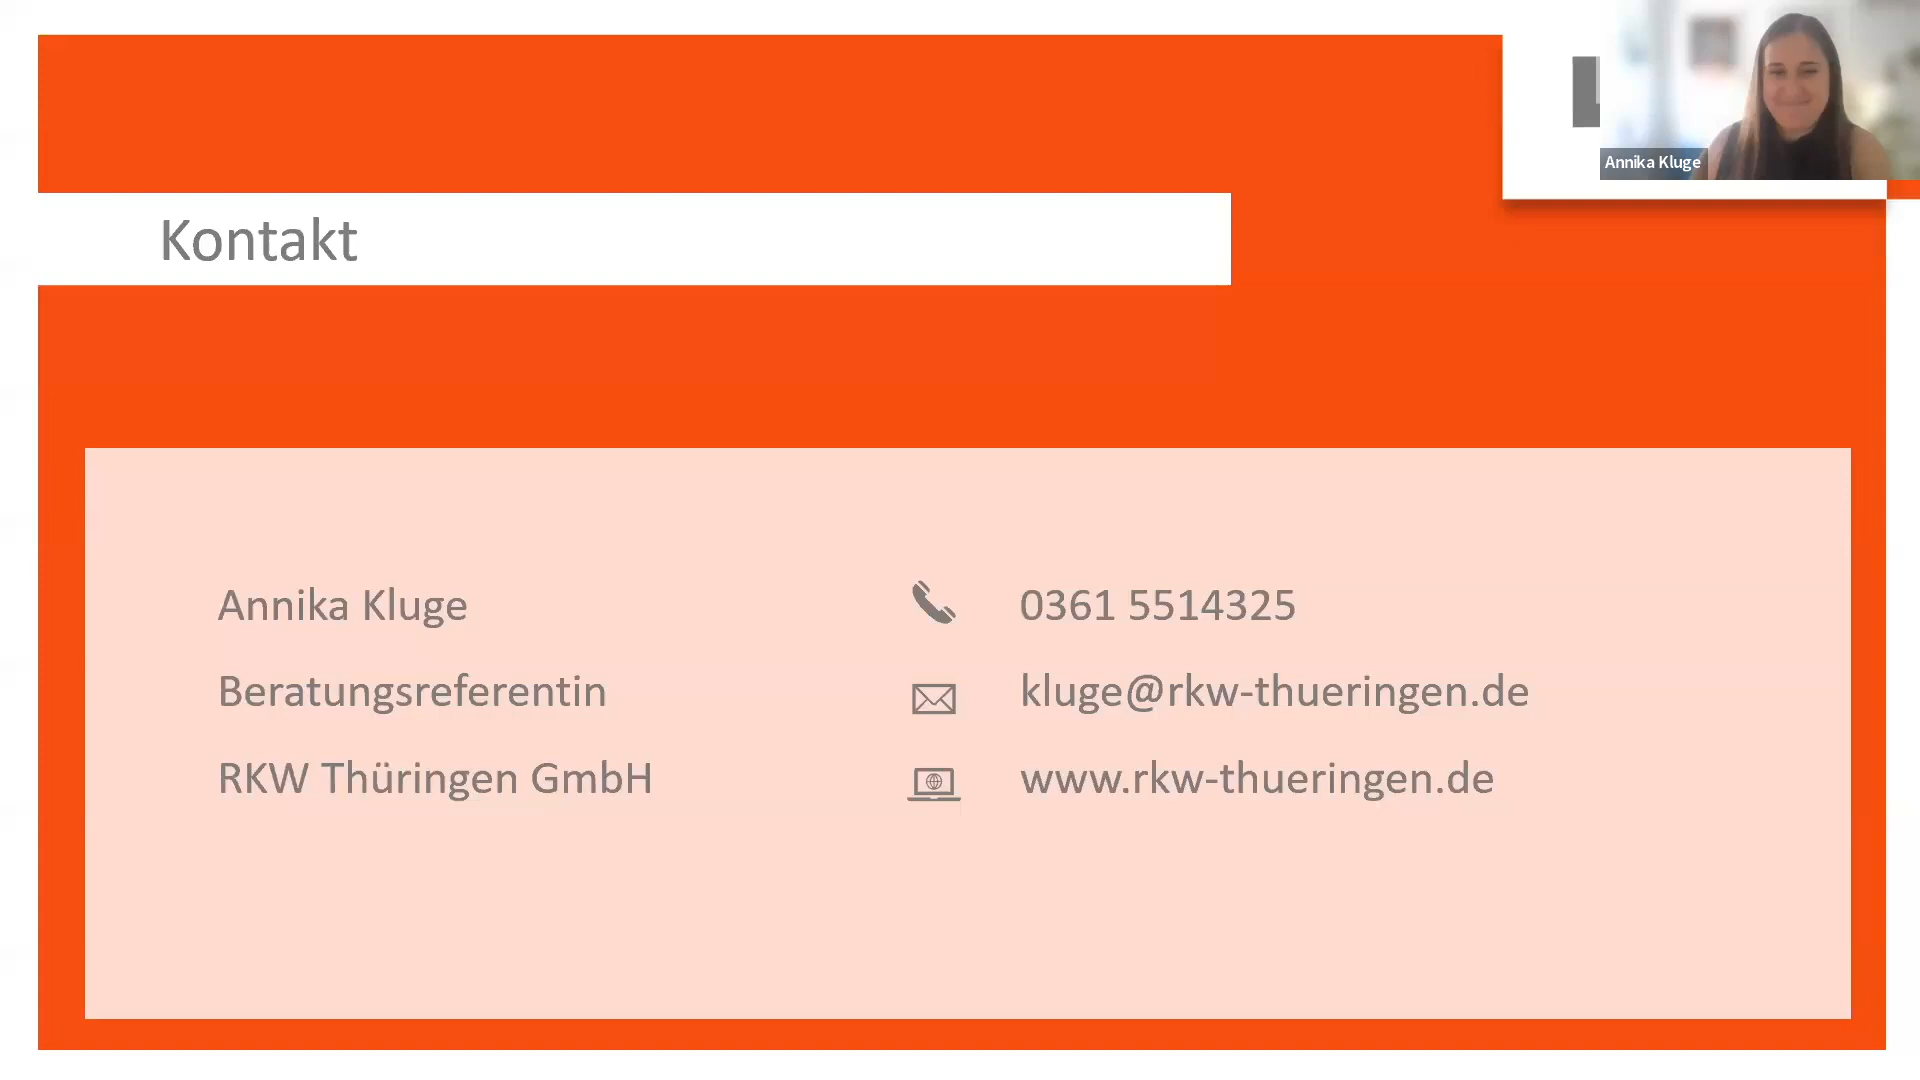 Annika Kluge
Kontakt
Annika Kluge
0361 5514325
Beratungsreferentin
kluge@rkw-thueringen.de
RKW Thüringen GmbH
www.rkw-thueringen.de